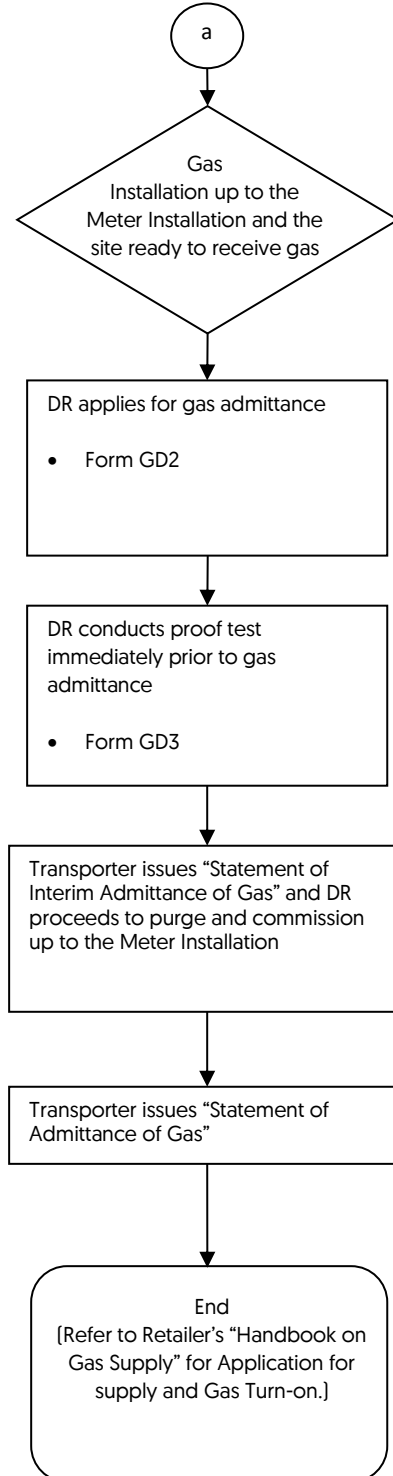 a
Gas
Installation up to the
Meter Installation and the
site ready to receive gas
DR applies for gas admittance
• Form GD2
DR conducts proof test
immediately prior to gas
admittance
• Form GD3
Transporter issues “Statement of
Interim Admittance of Gas” and DR
proceeds to purge and commission
up to the Meter Installation
Transporter issues “Statement of
Admittance of Gas”
End
(Refer to Retailer’s “Handbook on
Gas Supply” for Application for
supply and Gas Turn-on.)